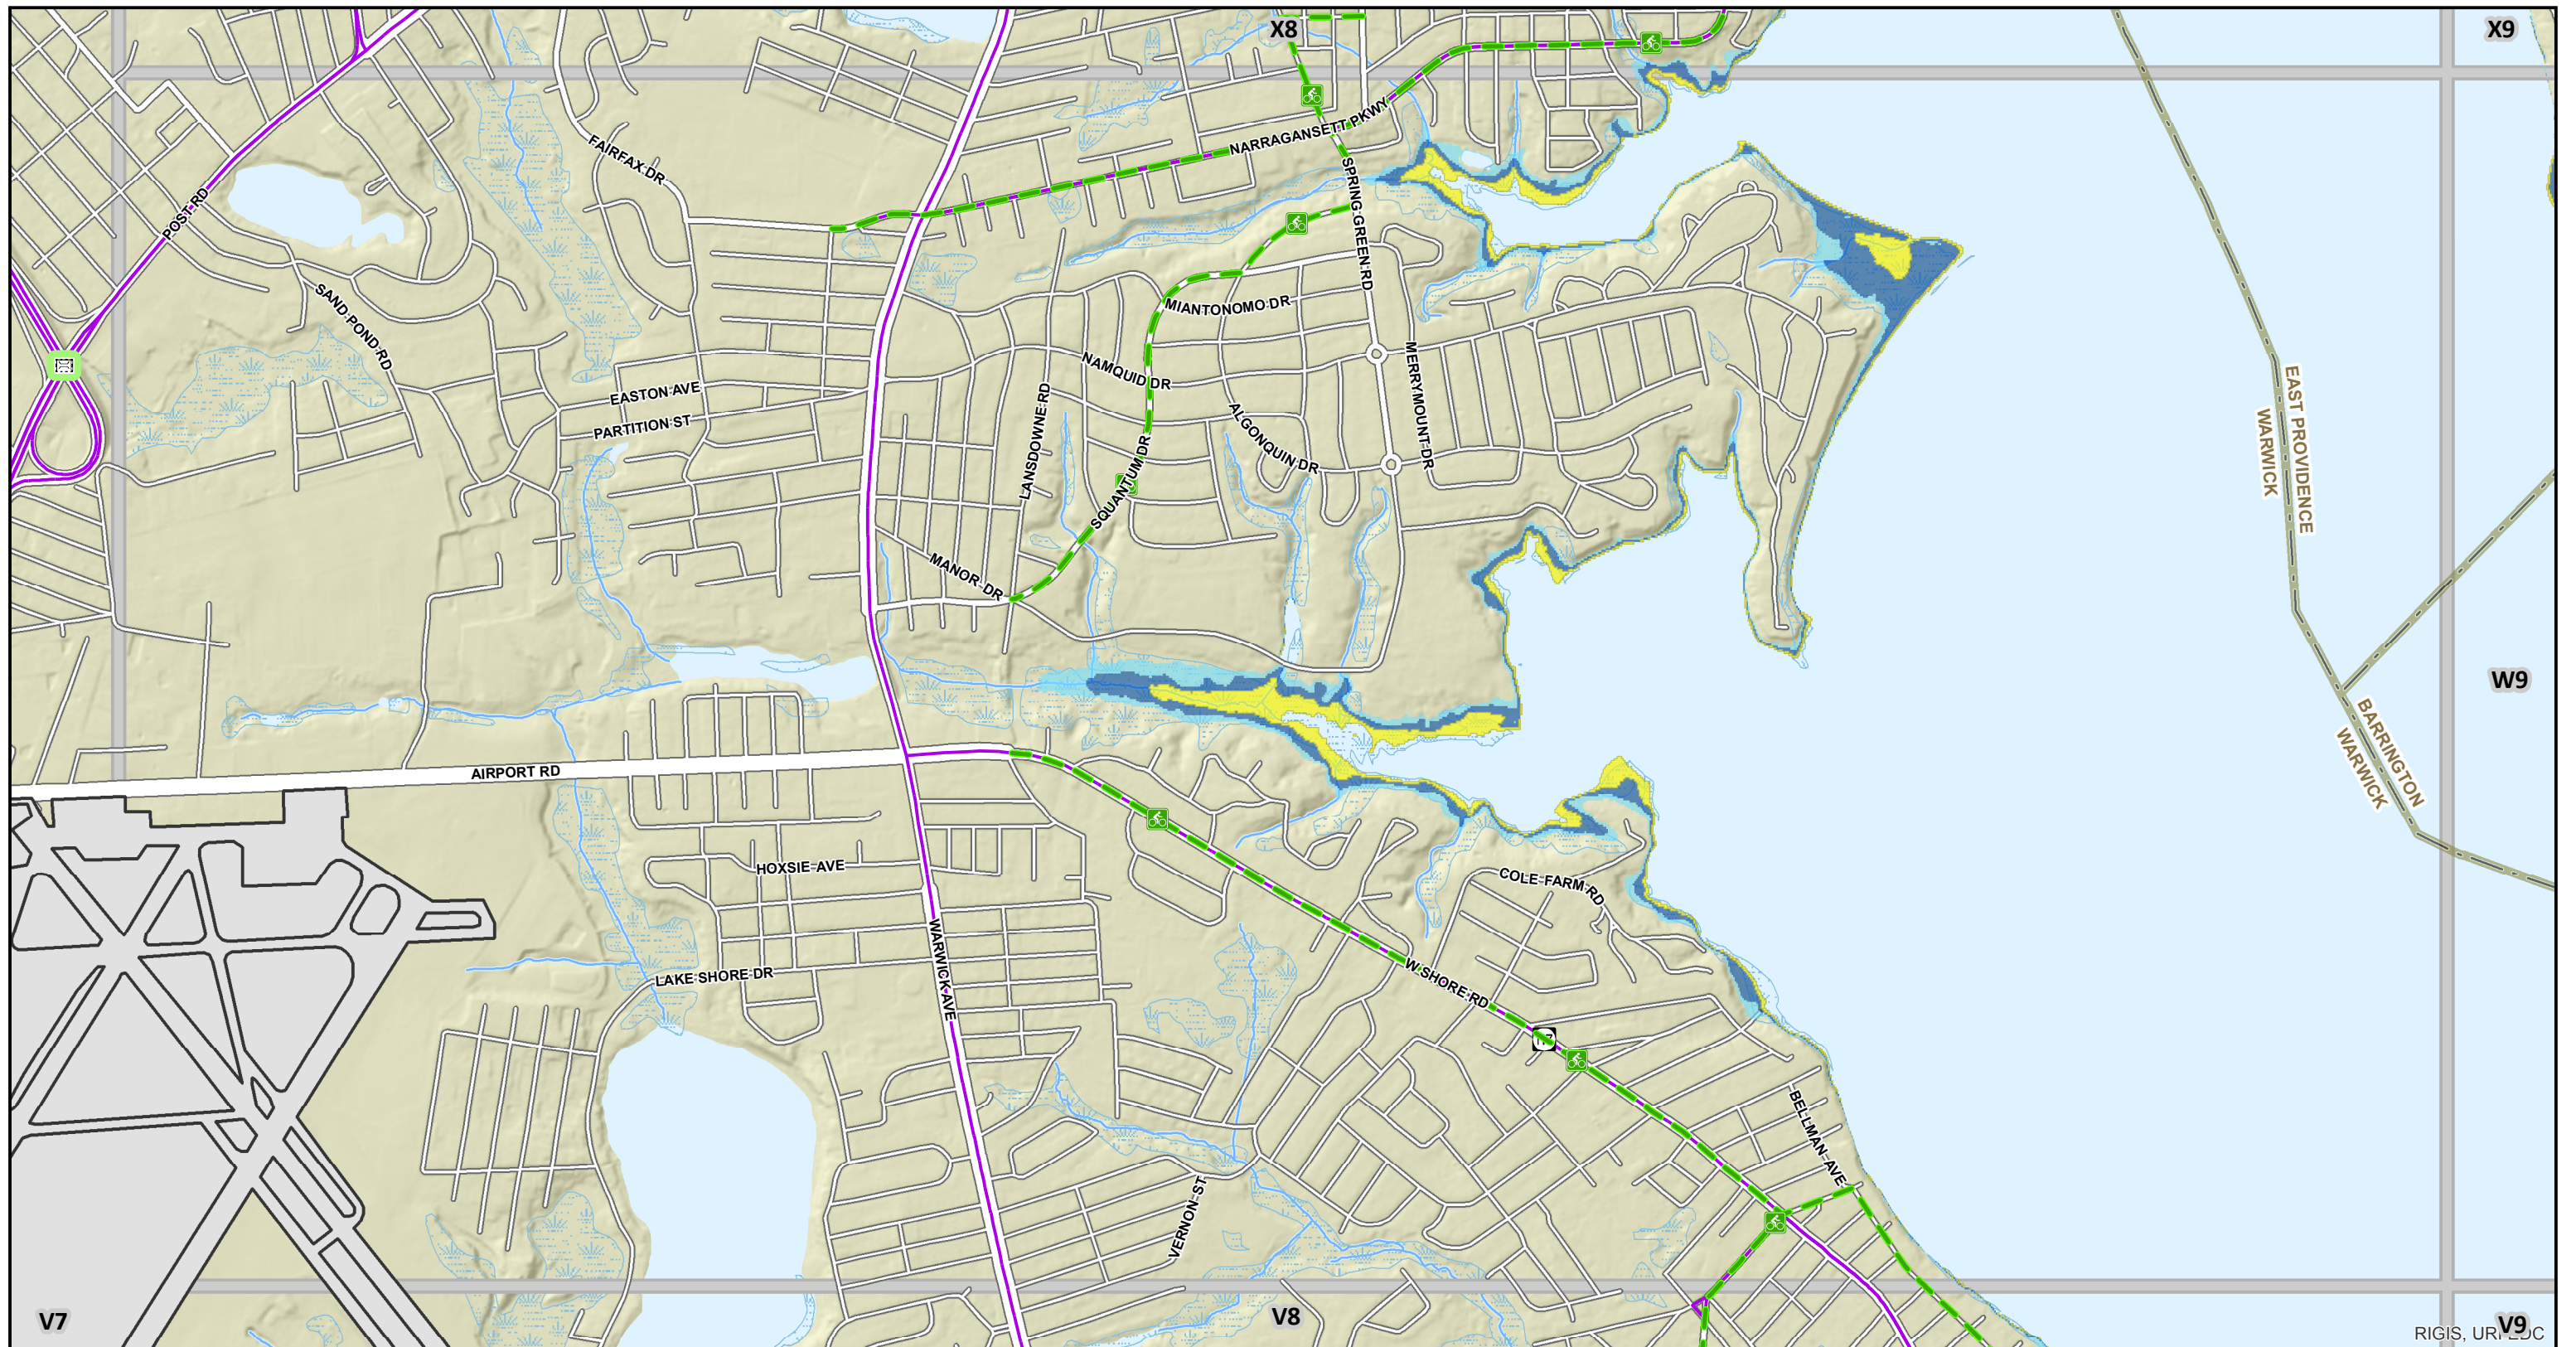 X8
X9
NARRAGANSETT PKWY
FAIRFAX DR
POST RD
SPRING GREEN RD
SAND POND RD
MIANTONOMO DR
NAMQUID DR
MERRYMOUNT DR
EASTON AVE
PARTITION ST
LANSDOWNE RD
ALGONQUIN DR
SQUANTUM DR
EAST PROVIDENCE
WARWICK
MANOR DR
W9
BARRINGTON
WARWICK
AIRPORT RD
HOXSIE AVE
COLE FARM RD
WARWICK AVE
LAKE SHORE DR
W SHORE RD
BELLMAN AVE
VERNON ST
V7
V8
V9
RIGIS,